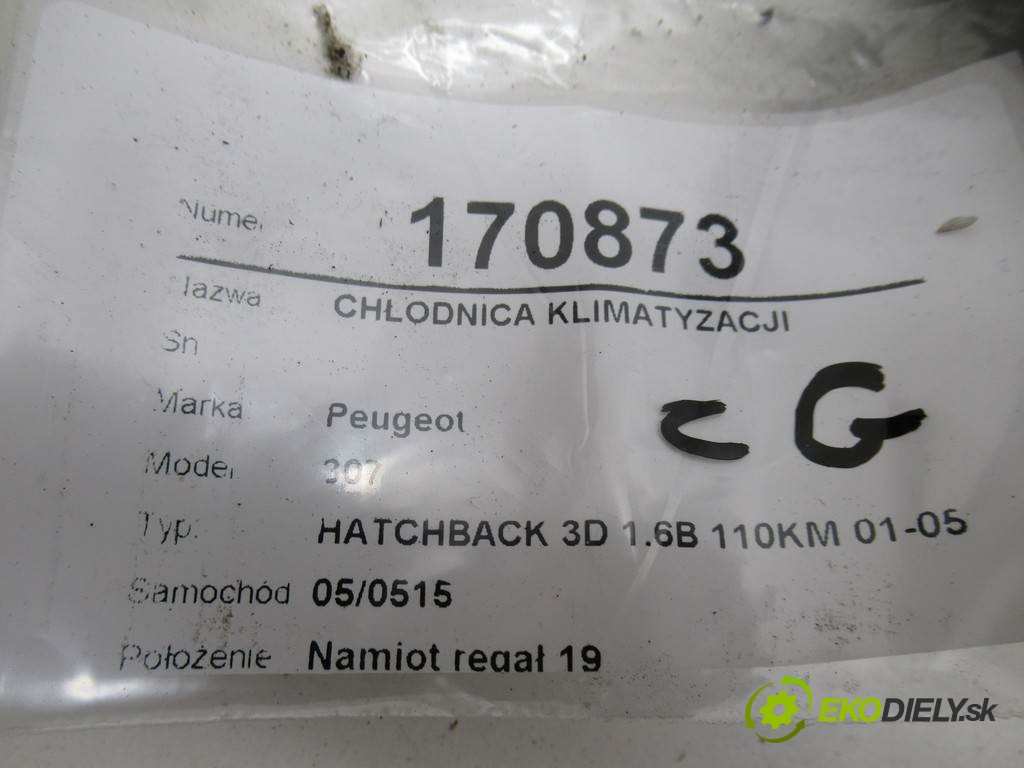 Numer 170873
Nazwa CHŁODNICA KLIMATYZACJI
Sn
Marka Peugeot
Model 307
Typ: HATCHBACK 3D 1.6B 110KM 01-05
Samochód 05/0515
Położenie Namiot regał 19
c G
EKODIELY.sk